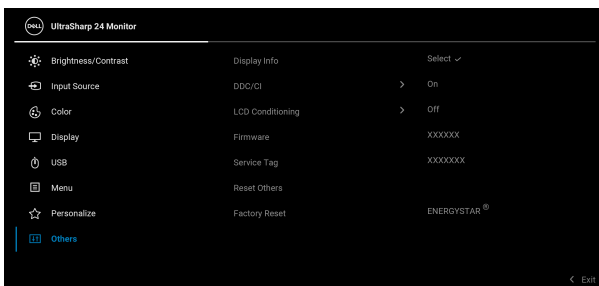 DELL UltraSharp 24 Monitor
Brightness/Contrast Display Info Select ✓
Input Source DDC/CI > On
Color LCD Conditioning > Off
Display Firmware XXXXXX
USB Service Tag XXXXXXX
Menu Reset Others
Personalize Factory Reset ENERGYSTAR ®
Others
< Exit